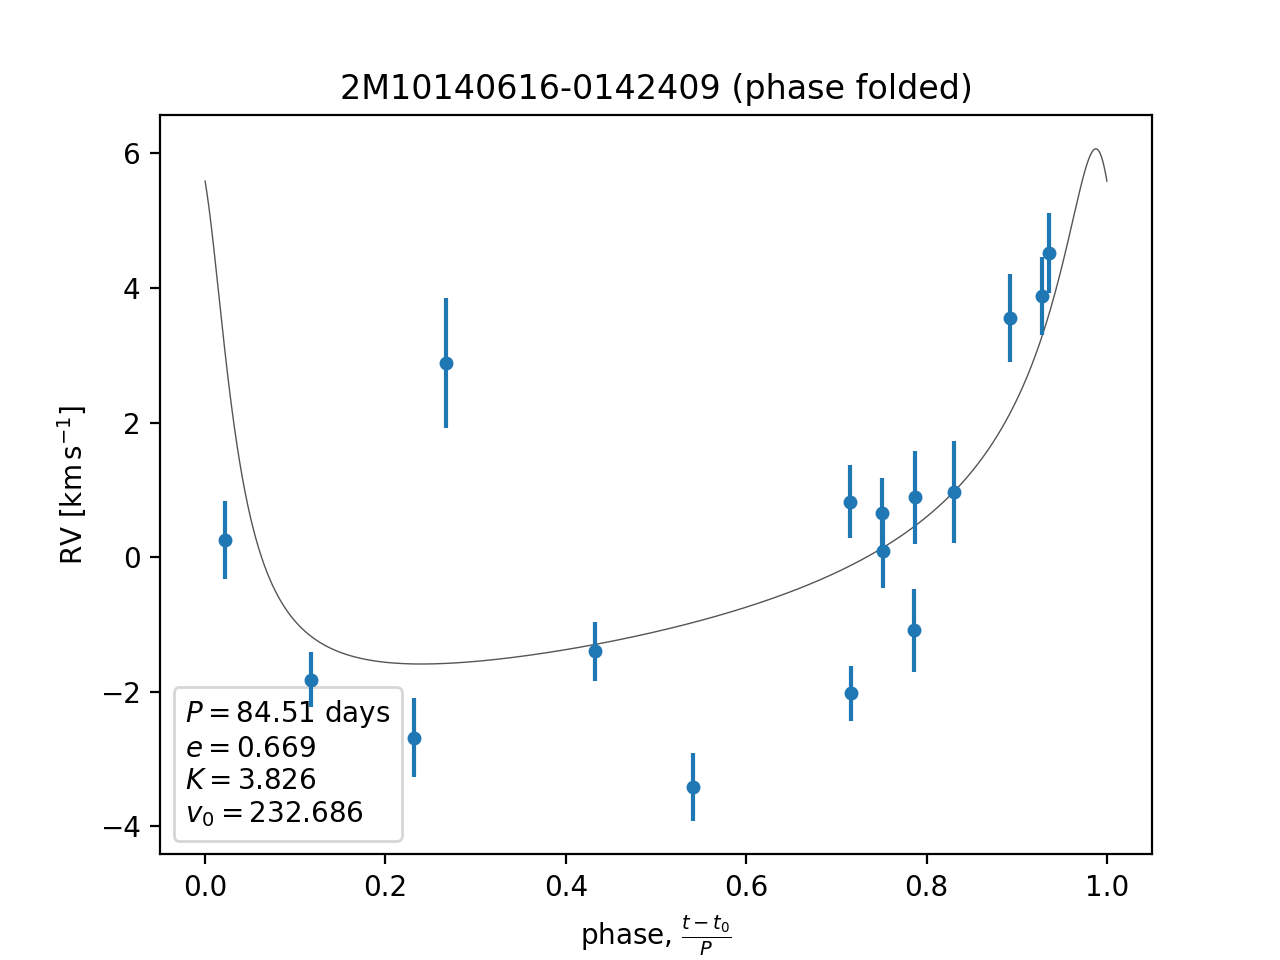 2M10140616-0142409 (phase folded)
6
4
2
0
−2
−4
RV [km s⁻¹]
P = 84.51 days
e = 0.669
K = 3.826
v₀ = 232.686
0.0 0.2 0.4 0.6 0.8 1.0
phase, (t − t₀)/P